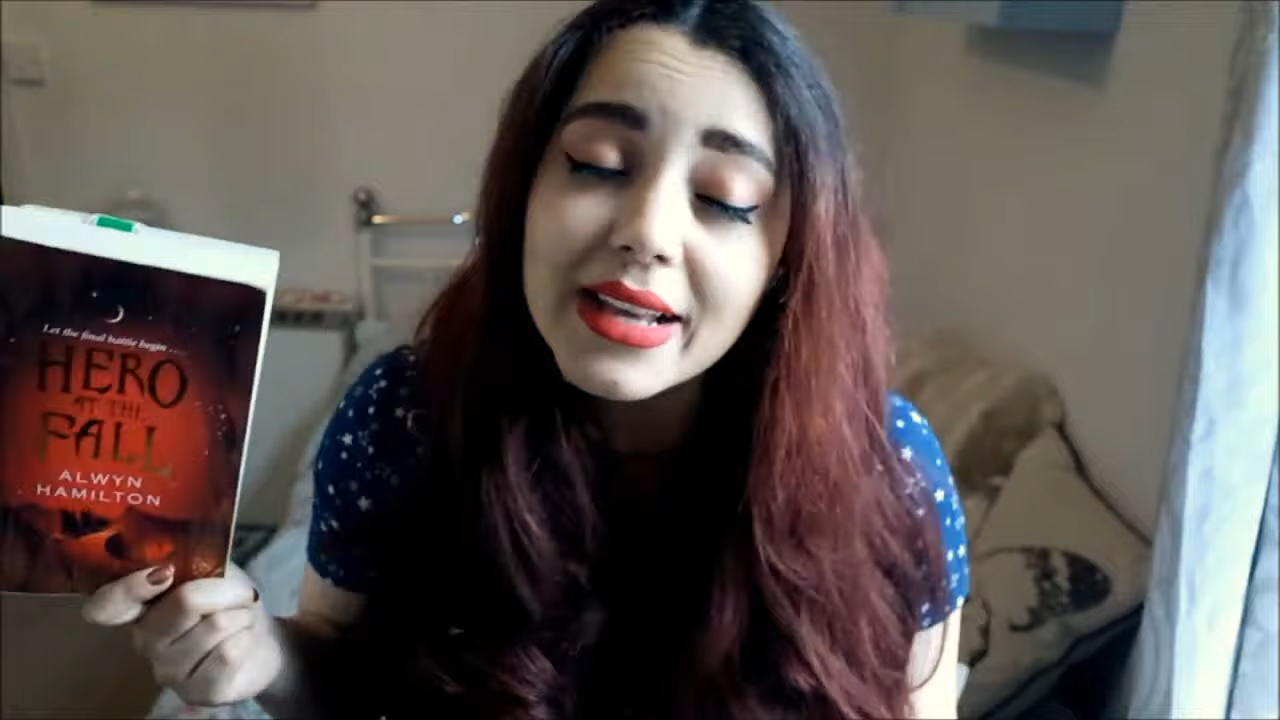 Let the final battle begin ...
HERO
AT THE
FALL
ALWYN
HAMILTON